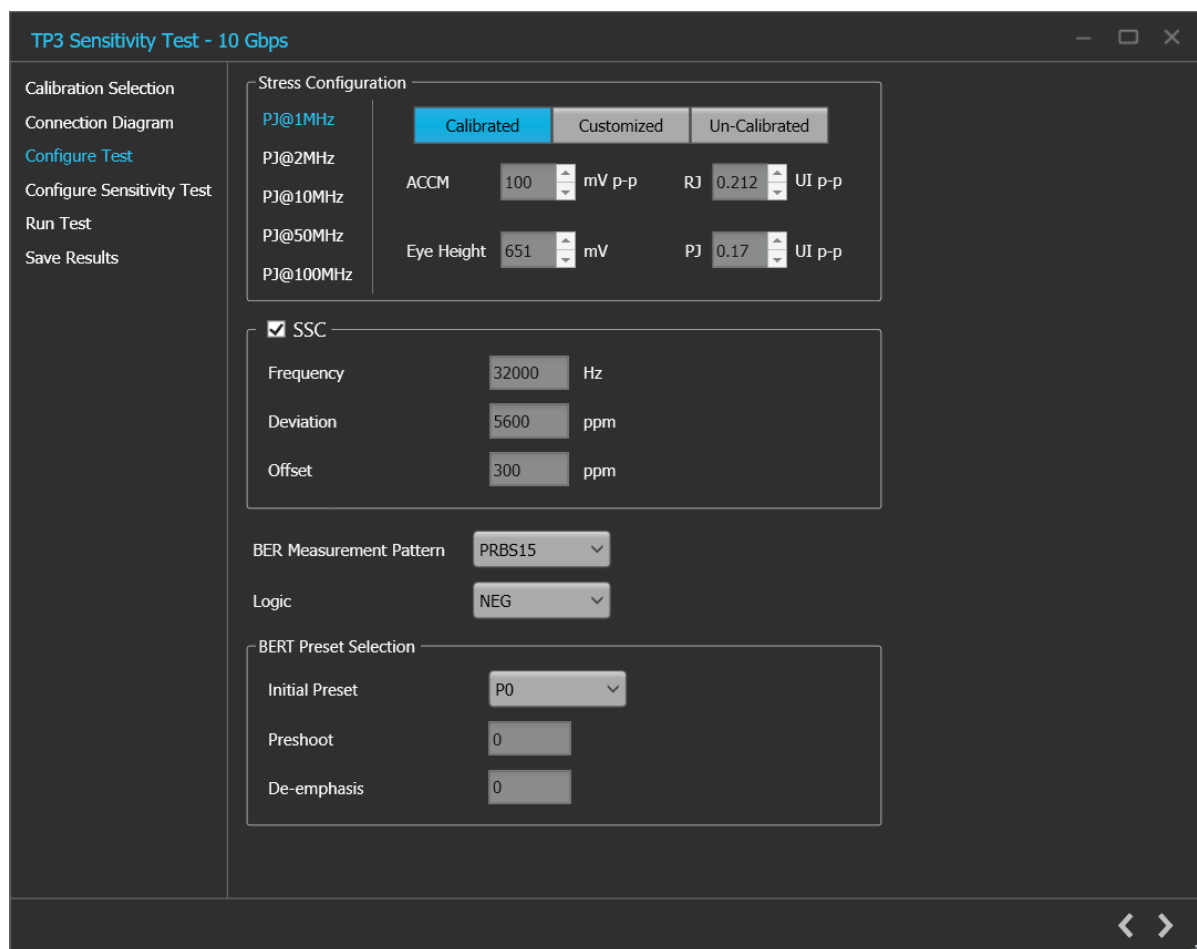 TP3 Sensitivity Test - 10 Gbps
Calibration Selection
Connection Diagram
Configure Test
Configure Sensitivity Test
Run Test
Save Results
Stress Configuration
PJ@1MHz
PJ@2MHz
PJ@10MHz
PJ@50MHz
PJ@100MHz
Calibrated Customized Un-Calibrated
ACCM 100 mV p-p RJ 0.212 UI p-p
Eye Height 651 mV PJ 0.17 UI p-p
SSC
Frequency 32000 Hz
Deviation 5600 ppm
Offset 300 ppm
BER Measurement Pattern PRBS15
Logic NEG
BERT Preset Selection
Initial Preset P0
Preshoot 0
De-emphasis 0